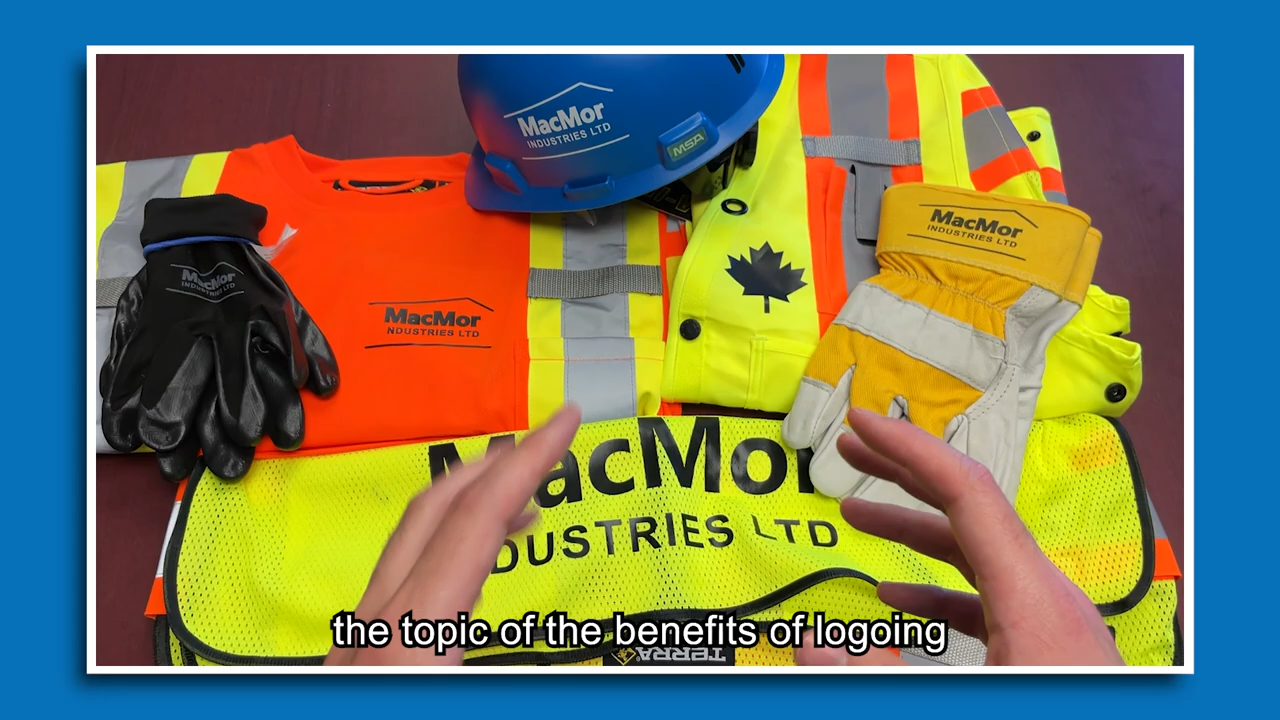 MacMor
INDUSTRIES LTD
MSA
MacMor
INDUSTRIES LTD
MacMor
INDUSTRIES LTD
MacMor
NDUSTRIES LTD
MacMor
DUSTRIES LTD
the topic of the benefits of logoing
TERRA